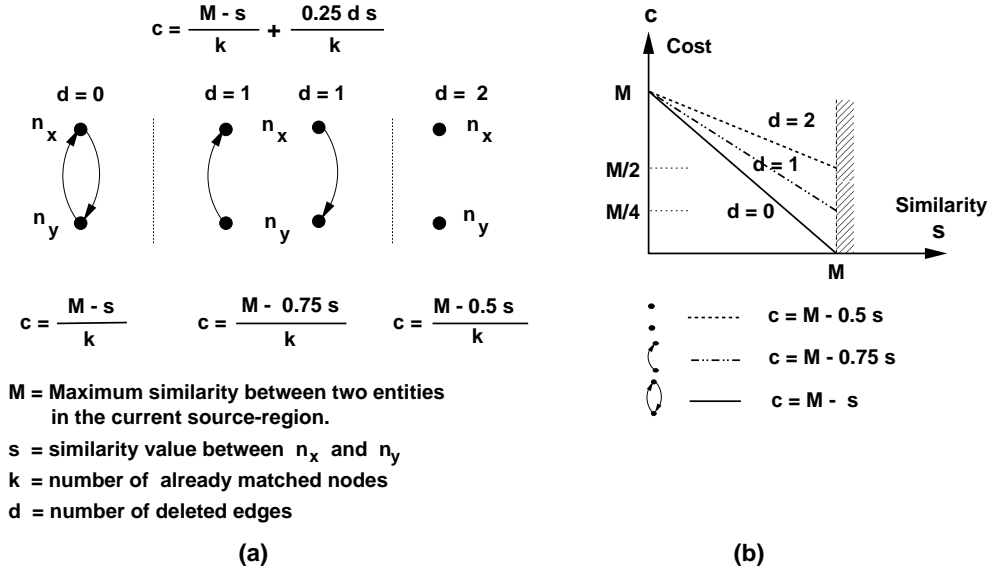 c = M - s / k + 0.25 d s / k
d = 0
d = 1
d = 1
d = 2
n_x
n_x
n_x
n_y
n_y
n_y
c = M - s / k
c = M - 0.75 s / k
c = M - 0.5 s / k
M = Maximum similarity between two entities
in the current source-region.
s = similarity value between n_x and n_y
k = number of already matched nodes
d = number of deleted edges
(a)
c
Cost
M
d = 2
M/2
d = 1
M/4
d = 0
Similarity
s
M
c = M - 0.5 s
c = M - 0.75 s
c = M - s
(b)